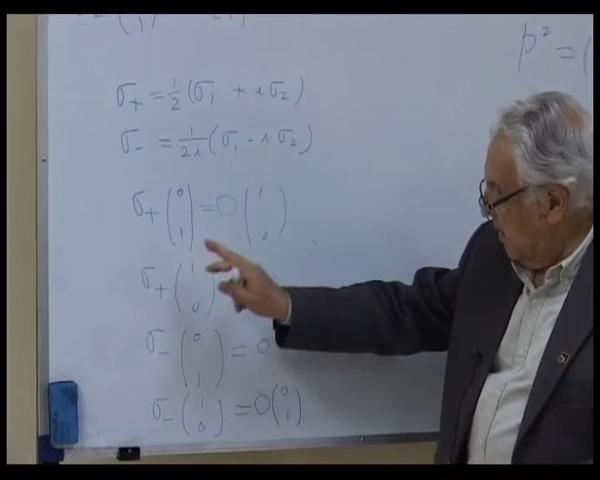 σ₊ = 1/2 (σ₁ + i σ₂)
σ₋ = 1/2i (σ₁ - i σ₂)
p² = (
σ₊ (0 1) = 0 (1 0)
σ₊ (1 0)
σ₋ (0 1) = 0
σ₋ (1 0) = 0 (0 1)